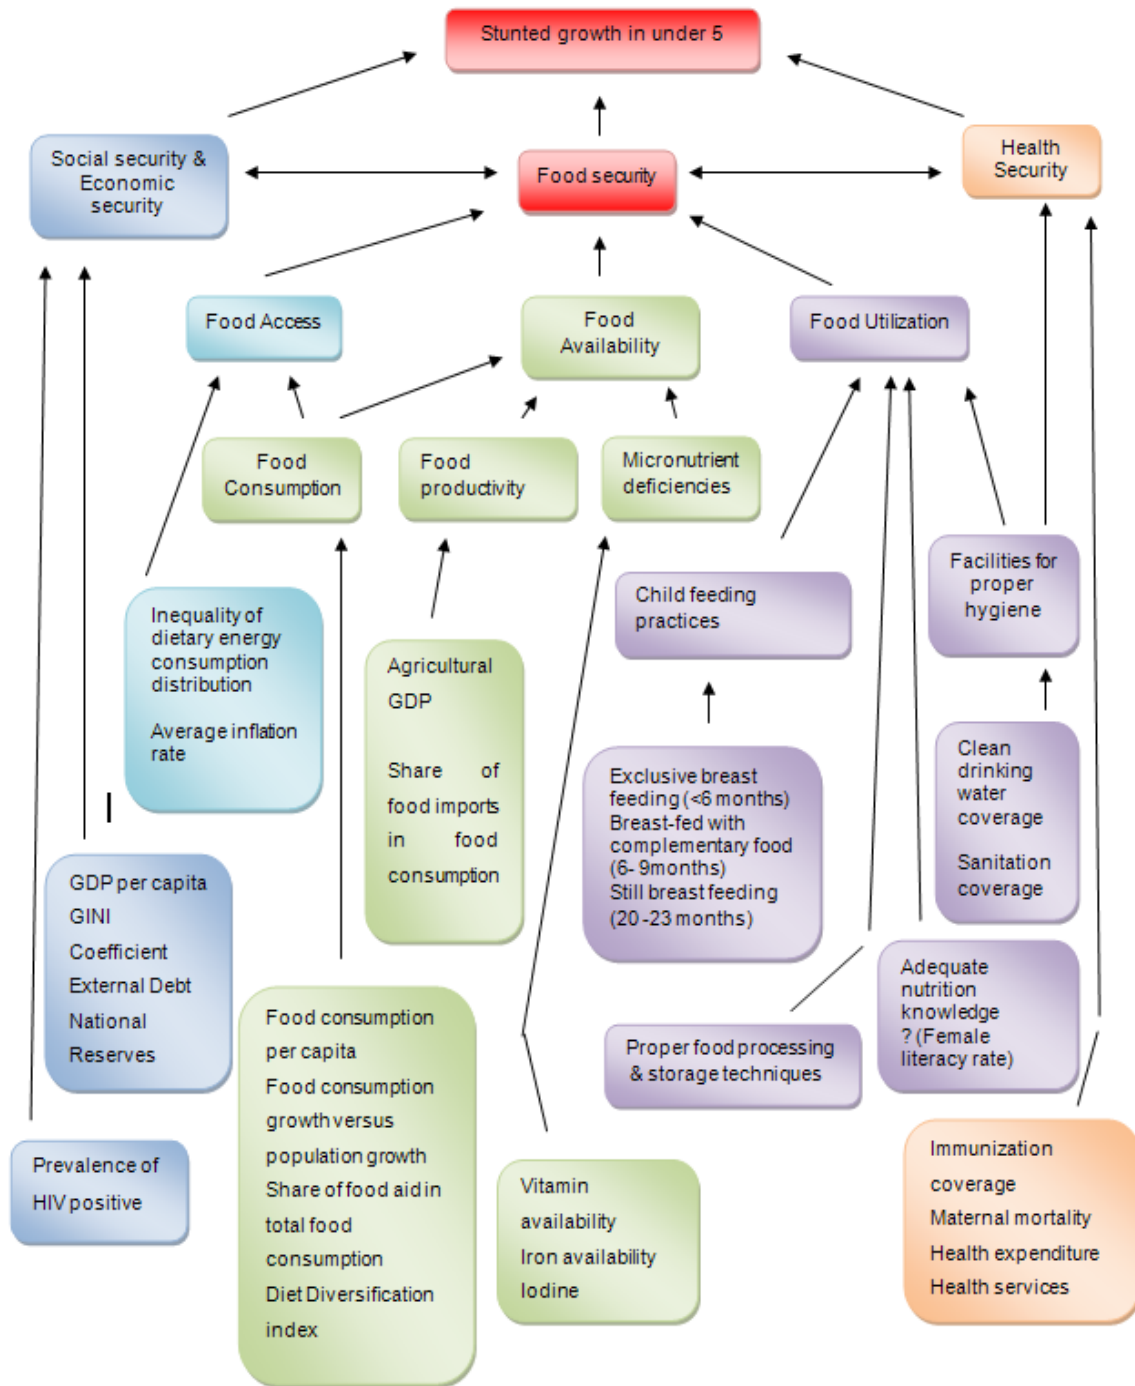 Stunted growth in under 5
Social security &
Economic
security
Food security
Health
Security
Food Access
Food
Availability
Food Utilization
Food
Consumption
Food
productivity
Micronutrient
deficiencies
Child feeding
practices
Facilities for
proper
hygiene
Inequality of
dietary energy
consumption
distribution
Average inflation
rate
Agricultural
GDP
Share of
food imports
in food
consumption
Exclusive breast
feeding (<6 months)
Breast-fed with
complementary food
(6- 9months)
Still breast feeding
(20 -23 months)
Clean
drinking
water
coverage
Sanitation
coverage
GDP per capita
GINI
Coefficient
External Debt
National
Reserves
Food consumption
per capita
Food consumption
growth versus
population growth
Share of food aid in
total food
consumption
Diet Diversification
index
Proper food processing
& storage techniques
Adequate
nutrition
knowledge
? (Female
literacy rate)
Prevalence of
HIV positive
Vitamin
availability
Iron availability
Iodine
Immunization
coverage
Maternal mortality
Health expenditure
Health services